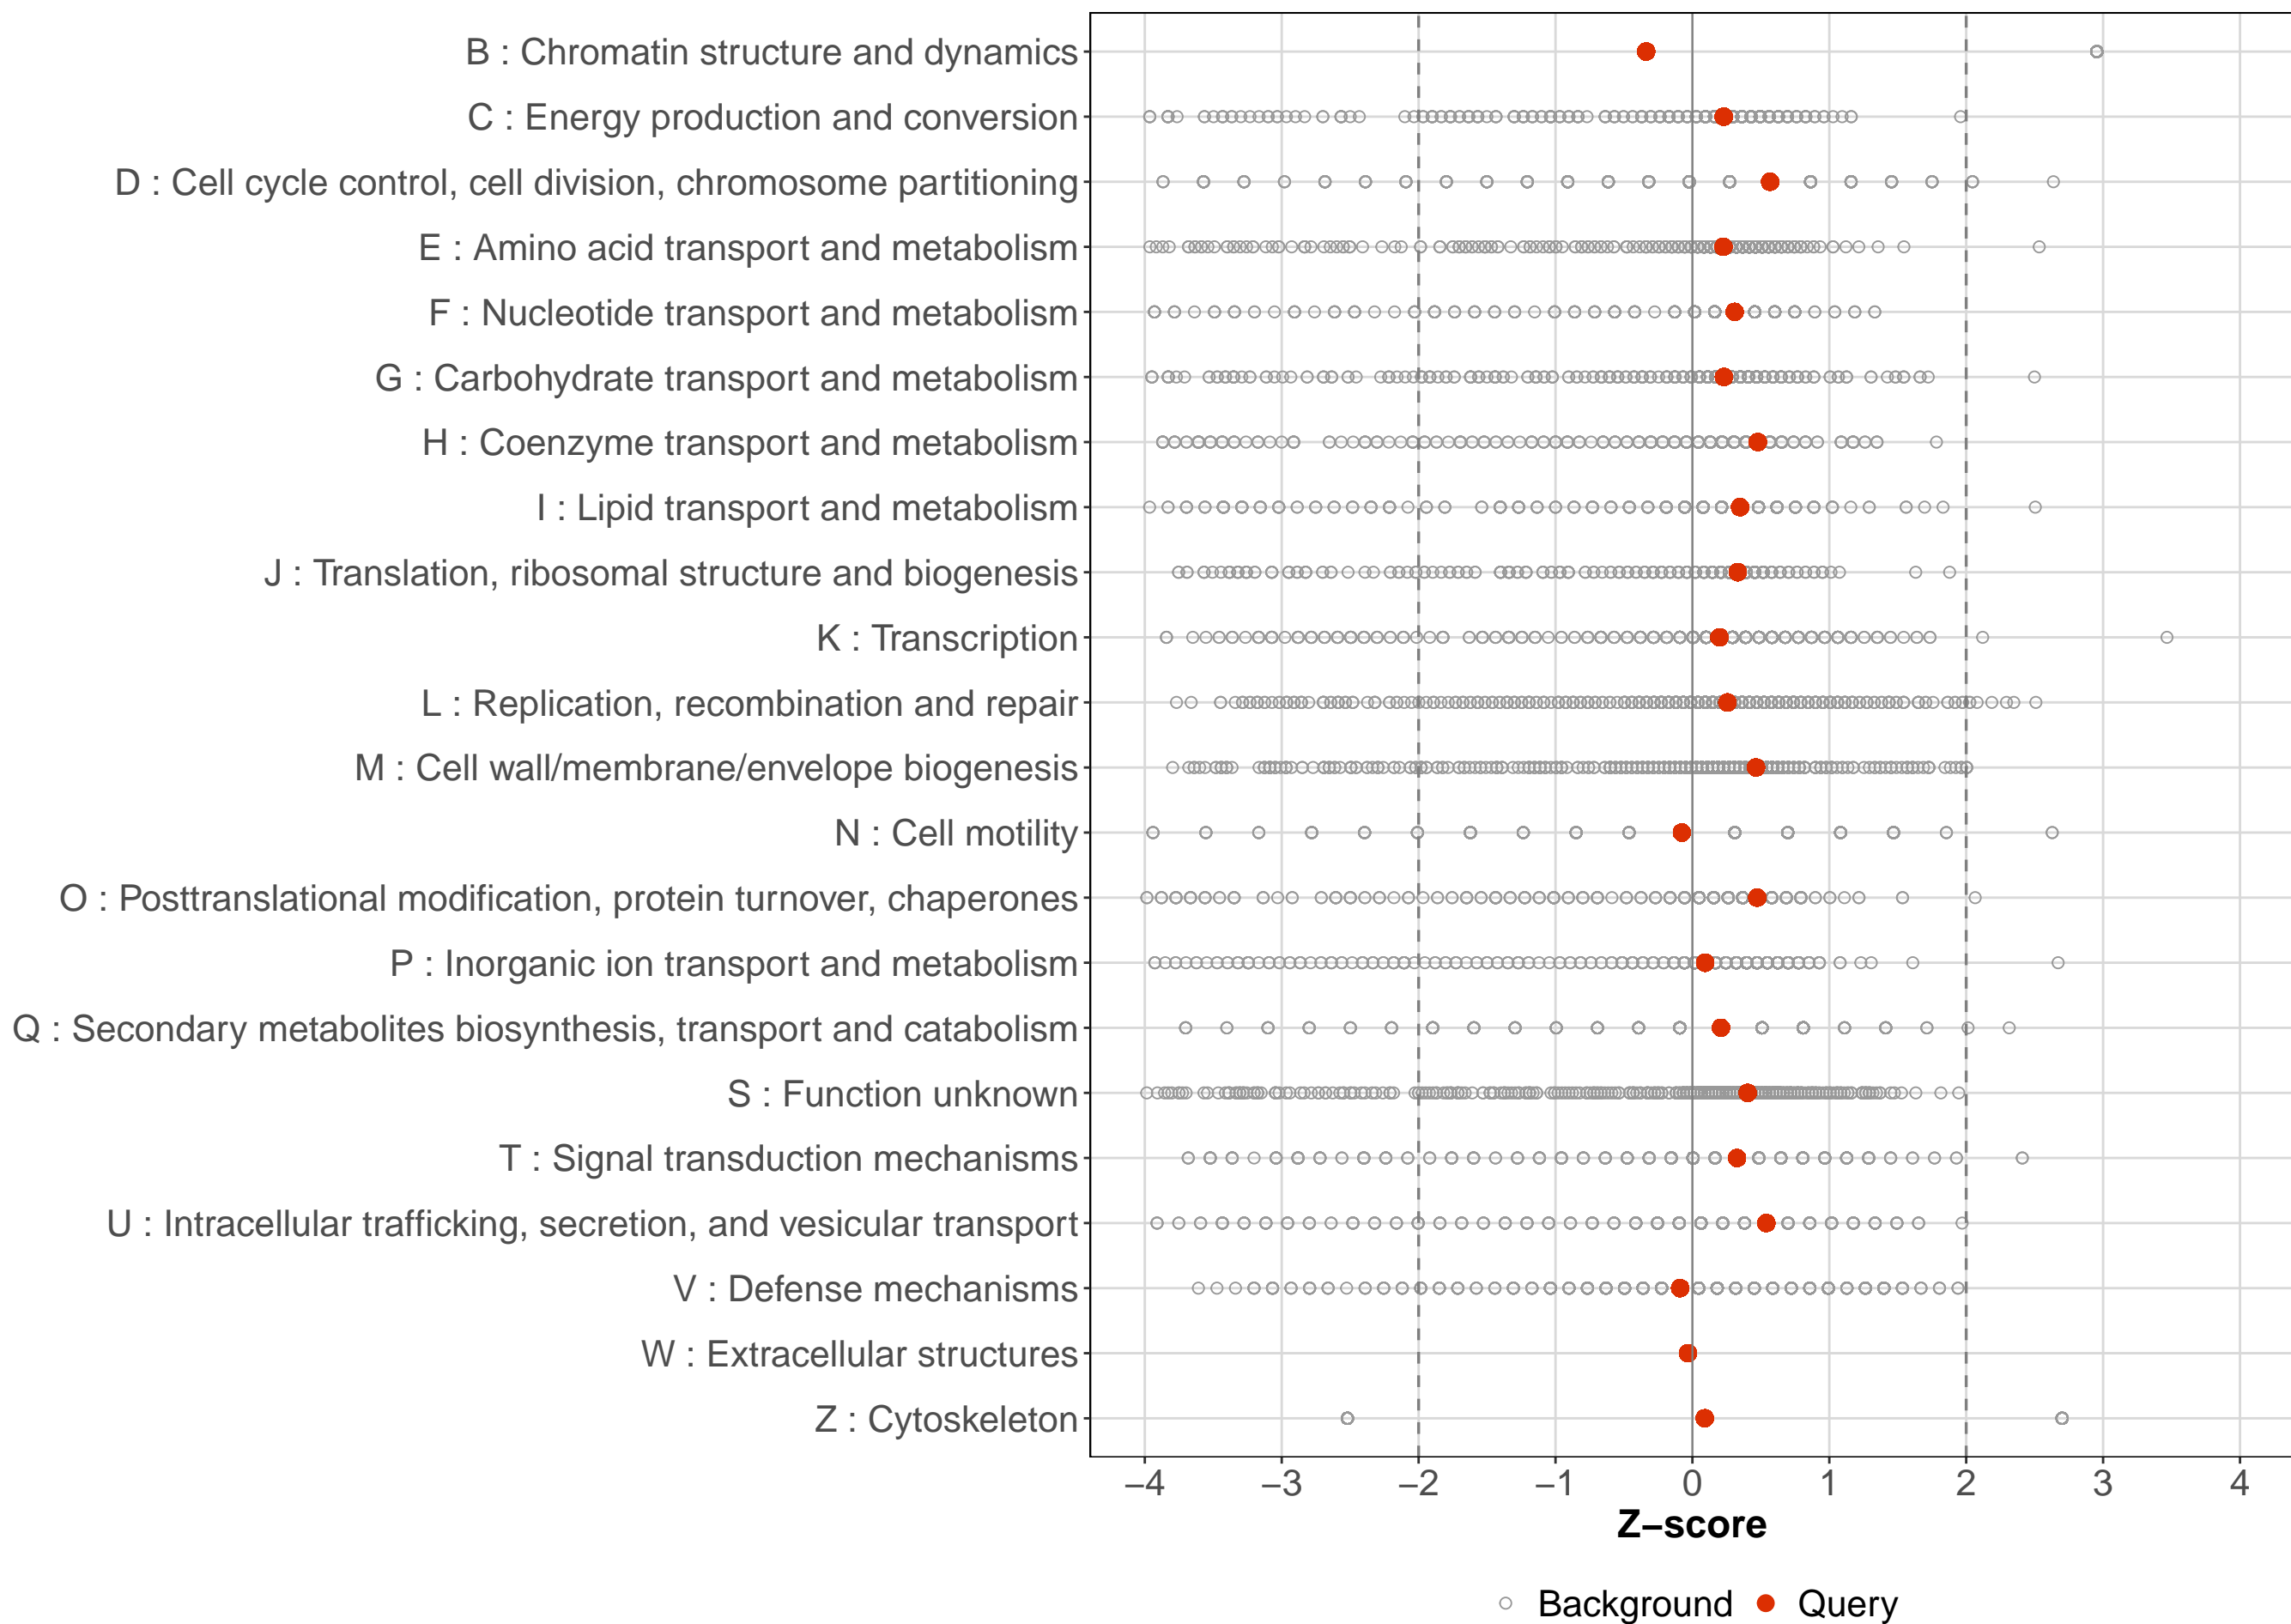 B : Chromatin structure and dynamics
C : Energy production and conversion
D : Cell cycle control, cell division, chromosome partitioning
E : Amino acid transport and metabolism
F : Nucleotide transport and metabolism
G : Carbohydrate transport and metabolism
H : Coenzyme transport and metabolism
I : Lipid transport and metabolism
J : Translation, ribosomal structure and biogenesis
K : Transcription
L : Replication, recombination and repair
M : Cell wall/membrane/envelope biogenesis
N : Cell motility
O : Posttranslational modification, protein turnover, chaperones
P : Inorganic ion transport and metabolism
Q : Secondary metabolites biosynthesis, transport and catabolism
S : Function unknown
T : Signal transduction mechanisms
U : Intracellular trafficking, secretion, and vesicular transport
V : Defense mechanisms
W : Extracellular structures
Z : Cytoskeleton
−4 −3 −2 −1 0 1 2 3 4
Z−score
Background Query